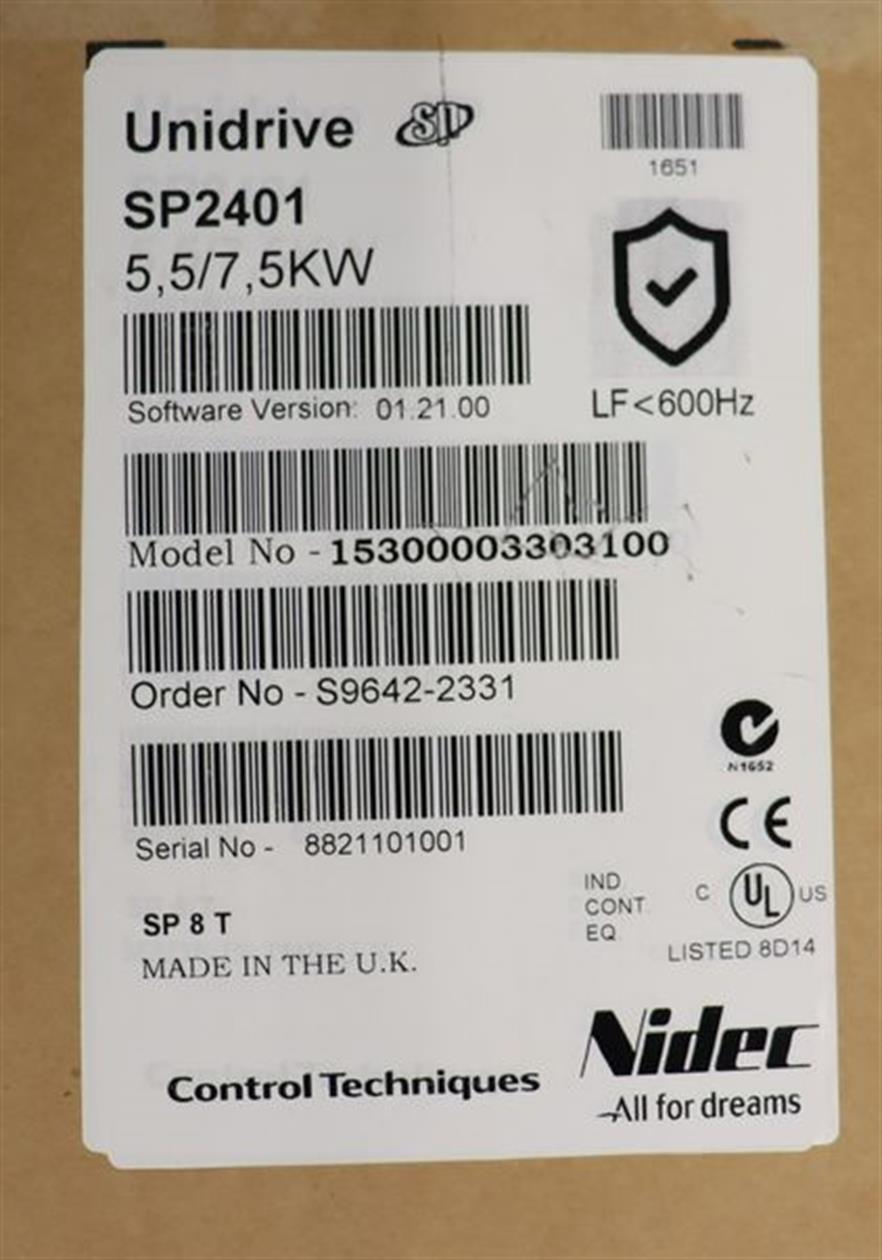 Unidrive SP
1651
SP2401
5,5/7,5KW
Software Version: 01.21.00
LF<600Hz
Model No - 15300003303100
Order No - S9642-2331
N1652
CE
Serial No - 8821101001
IND
CONT
EQ
C UL US
LISTED 8D14
SP 8 T
MADE IN THE U.K.
Control Techniques
Nidec
All for dreams